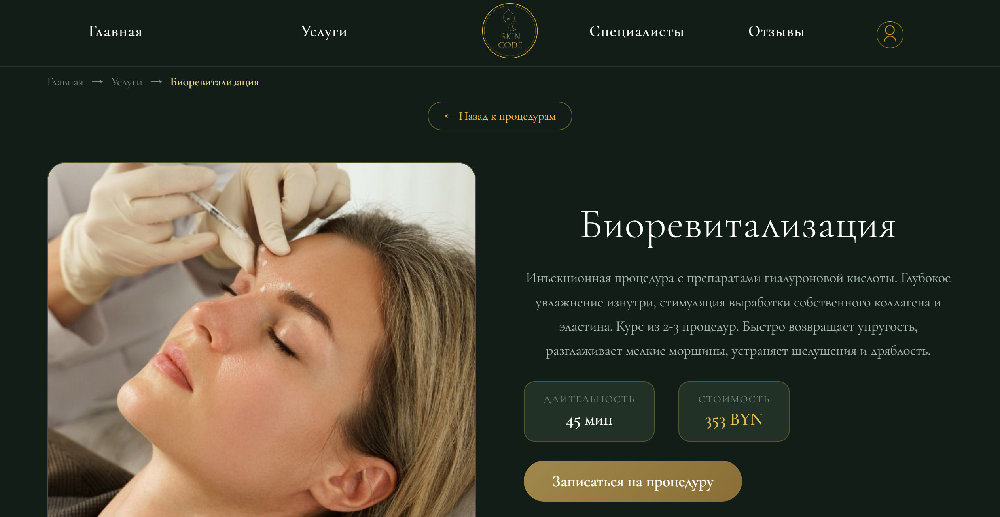 Главная
Услуги
SKIN
CODE
Специалисты
Отзывы
Главная → Услуги → Биоревитализация
← Назад к процедурам
Биоревитализация
Инъекционная процедура с препаратами гиалуроновой кислоты. Глубокое
увлажнение изнутри, стимуляция выработки собственного коллагена и
эластина. Курс из 2-3 процедур. Быстро возвращает упругость,
разглаживает мелкие морщины, устраняет шелушения и дряблость.
ДЛИТЕЛЬНОСТЬ
45 мин
СТОИМОСТЬ
353 BYN
Записаться на процедуру